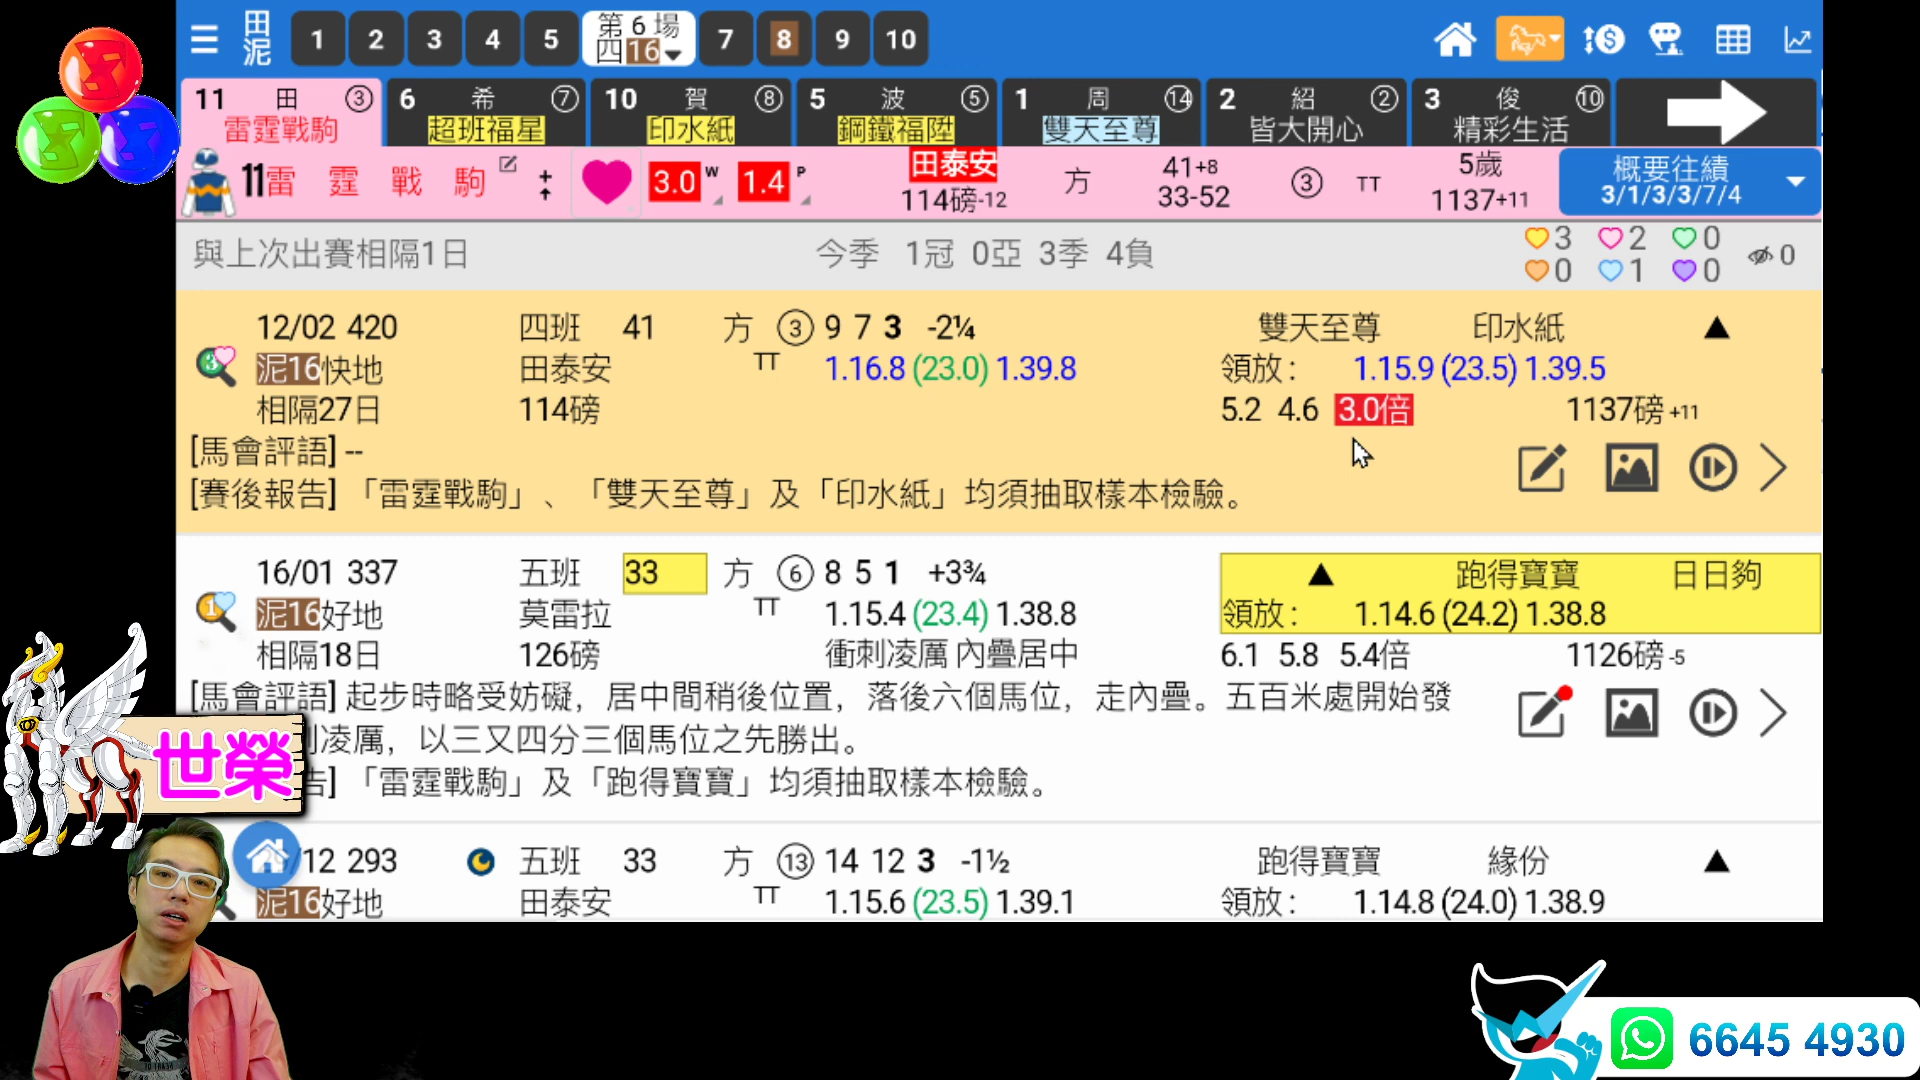 田泥 1 2 3 4 5 第6場 四16 7 8 9 10
11 田 ③ 雷霆戰駒
6 希 ⑦ 超班福星
10 賀 ⑧ 印水紙
5 波 ⑤ 鋼鐵福陞
1 周 ⑭ 雙天至尊
2 紹 ② 皆大開心
3 俊 ⑩ 精彩生活
11雷霆戰駒 3.0 W 1.4 P 田泰安 方 41+8 ③ TT 5歲 概要往績
114磅-12 33-52 1137+11 3/1/3/3/7/4
與上次出賽相隔1日 今季 1冠 0亞 3季 4負 3 2 0 0
0 1 0
12/02 420 四班 41 方 ③ 9 7 3 -2¼ 雙天至尊 印水紙 ▲
泥16快地 田泰安 TT 1.16.8 (23.0) 1.39.8 領放： 1.15.9 (23.5) 1.39.5
相隔27日 114磅 5.2 4.6 3.0倍 1137磅+11
[馬會評語] --
[賽後報告] 「雷霆戰駒」、「雙天至尊」及「印水紙」均須抽取樣本檢驗。
16/01 337 五班 33 方 ⑥ 8 5 1 +3¾ ▲ 跑得寶寶 日日夠
泥16好地 莫雷拉 TT 1.15.4 (23.4) 1.38.8 領放： 1.14.6 (24.2) 1.38.8
相隔18日 126磅 衝刺凌厲 內疊居中 6.1 5.8 5.4倍 1126磅-5
[馬會評語] 起步時略受妨礙，居中間稍後位置，落後六個馬位，走內疊。五百米處開始發
凌厲，以三又四分三個馬位之先勝出。
告] 「雷霆戰駒」及「跑得寶寶」均須抽取樣本檢驗。
/12 293 五班 33 方 ⑬ 14 12 3 -1½ 跑得寶寶 緣份 ▲
泥16好地 田泰安 TT 1.15.6 (23.5) 1.39.1 領放： 1.14.8 (24.0) 1.38.9
世榮
6645 4930